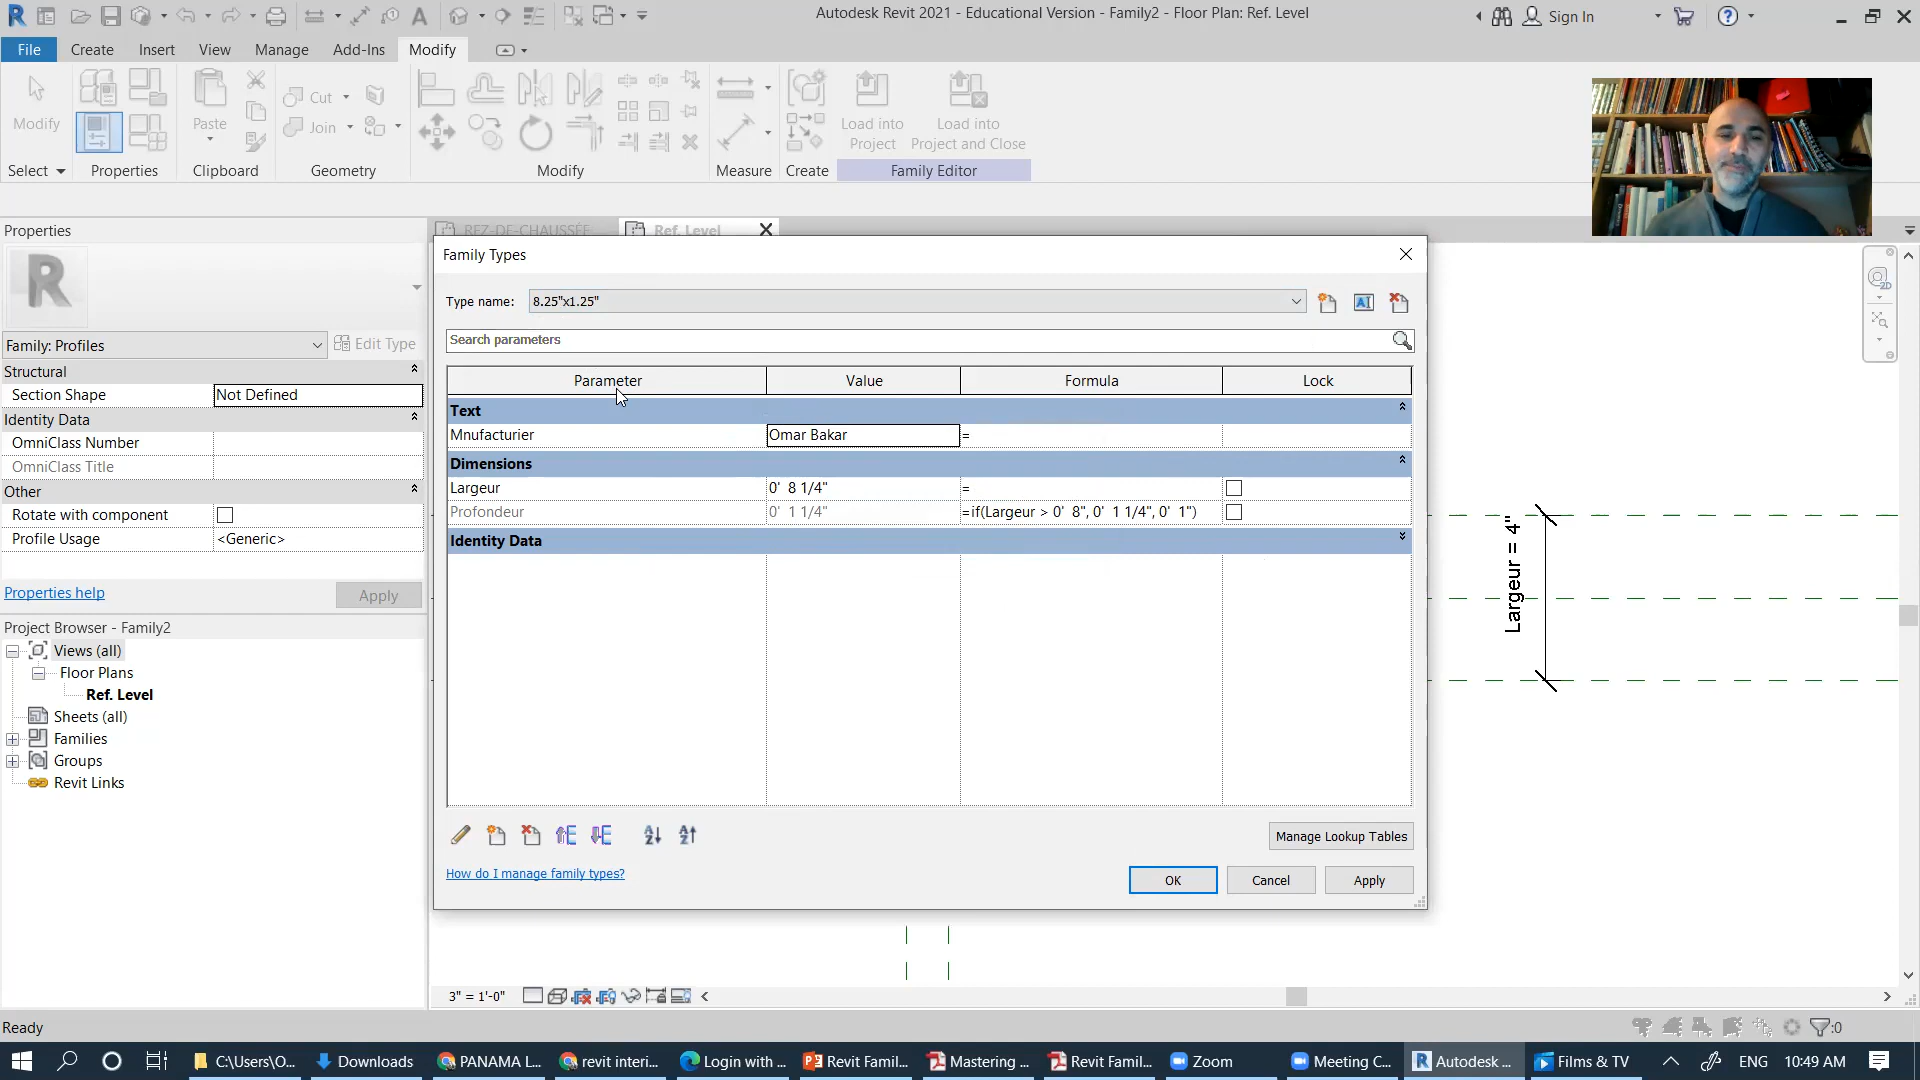 Autodesk Revit 2021 - Educational Version - Family2 - Floor Plan: Ref. Level
Sign In
File Create Insert View Manage Add-Ins Modify
Modify Paste Cut Join Load into Project Load into Project and Close
Select Properties Clipboard Geometry Modify Measure Create Family Editor
Properties
REZ-DE-CHAUSSÉE Ref. Level
Family: Profiles Edit Type
Structural
Section Shape Not Defined
Identity Data
OmniClass Number
OmniClass Title
Other
Rotate with component
Profile Usage <Generic>
Properties help Apply
Project Browser - Family2
Views (all)
Floor Plans
Ref. Level
Sheets (all)
Families
Groups
Revit Links
Family Types
Type name: 8.25"x1.25"
Search parameters
Parameter Value Formula Lock
Text
Mnufacturier Omar Bakar =
Dimensions
Largeur 0' 8 1/4" =
Profondeur 0' 1 1/4" =if(Largeur > 0' 8", 0' 1 1/4", 0' 1")
Identity Data
Manage Lookup Tables
How do I manage family types?
OK Cancel Apply
Largeur = 4"
3" = 1'-0"
Ready
:0
C:\Users\O... Downloads PANAMA L... revit interi... Login with ... Revit Famil... Mastering ... Revit Famil... Zoom Meeting C... Autodesk ... Films & TV ENG 10:49 AM